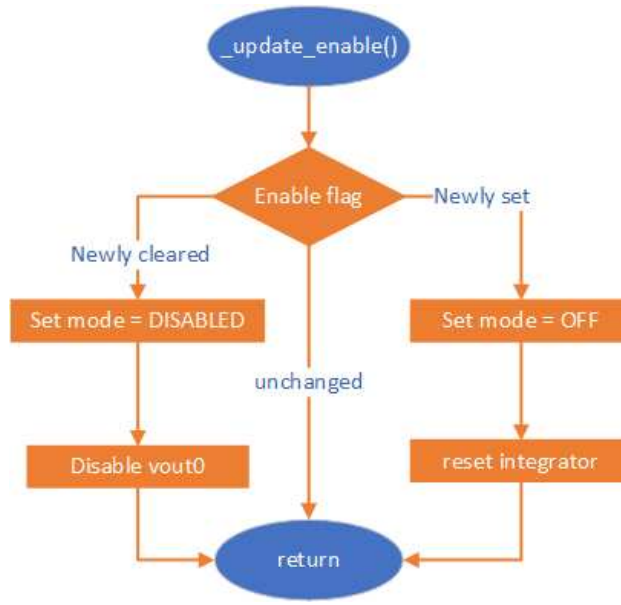 _update_enable()
Enable flag
Newly set
Newly cleared
Set mode = DISABLED
Set mode = OFF
unchanged
Disable vout0
reset integrator
return